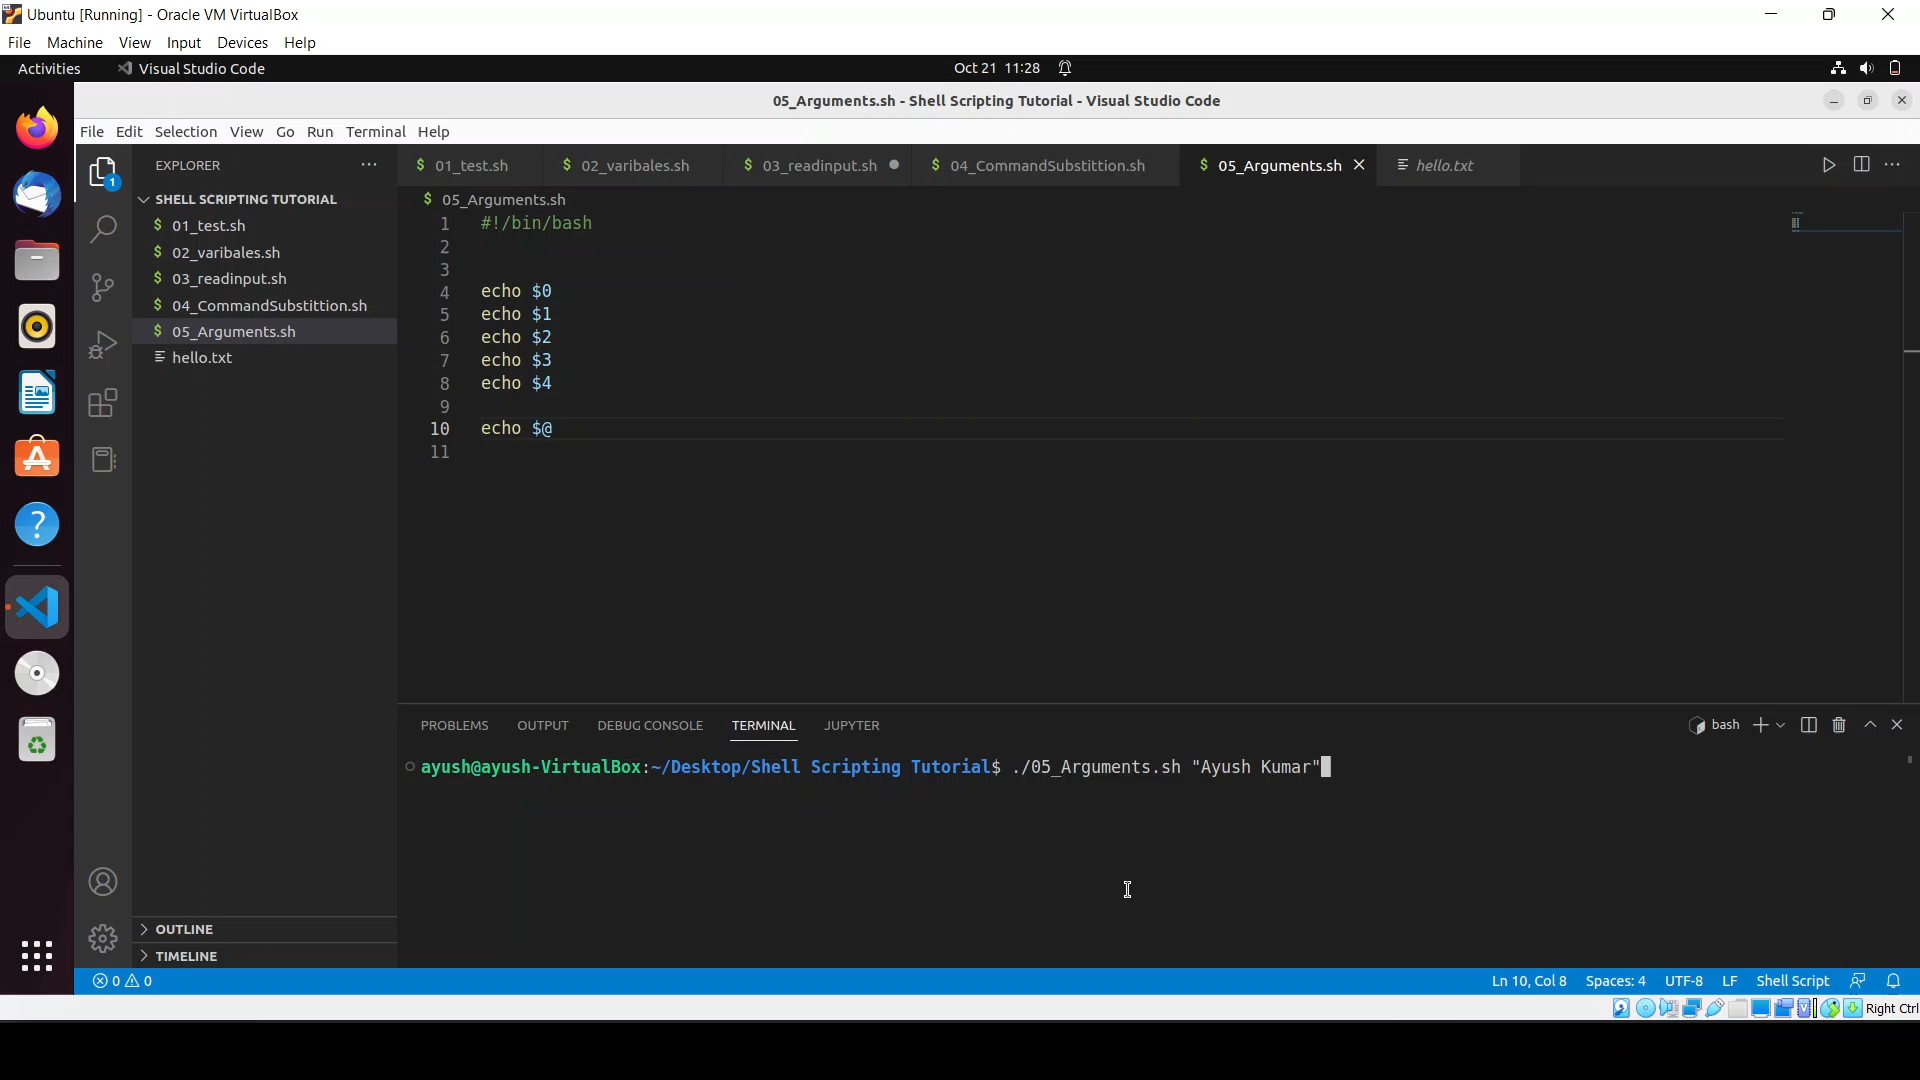 Ubuntu [Running] - Oracle VM VirtualBox
File Machine View Input Devices Help
Activities Visual Studio Code Oct 21 11:28
05_Arguments.sh - Shell Scripting Tutorial - Visual Studio Code
File Edit Selection View Go Run Terminal Help
EXPLORER ···
$ 01_test.sh $ 02_varibales.sh $ 03_readinput.sh $ 04_CommandSubstittion.sh $ 05_Arguments.sh hello.txt
1
SHELL SCRIPTING TUTORIAL
$ 01_test.sh
$ 02_varibales.sh
$ 03_readinput.sh
$ 04_CommandSubstittion.sh
$ 05_Arguments.sh
hello.txt
$ 05_Arguments.sh
1 #!/bin/bash
2
3
4 echo $0
5 echo $1
6 echo $2
7 echo $3
8 echo $4
9
10 echo $@
11
PROBLEMS OUTPUT DEBUG CONSOLE TERMINAL JUPYTER bash
ayush@ayush-VirtualBox:~/Desktop/Shell Scripting Tutorial$ ./05_Arguments.sh "Ayush Kumar"
OUTLINE
TIMELINE
0 0 Ln 10, Col 8 Spaces: 4 UTF-8 LF Shell Script
Right Ctrl